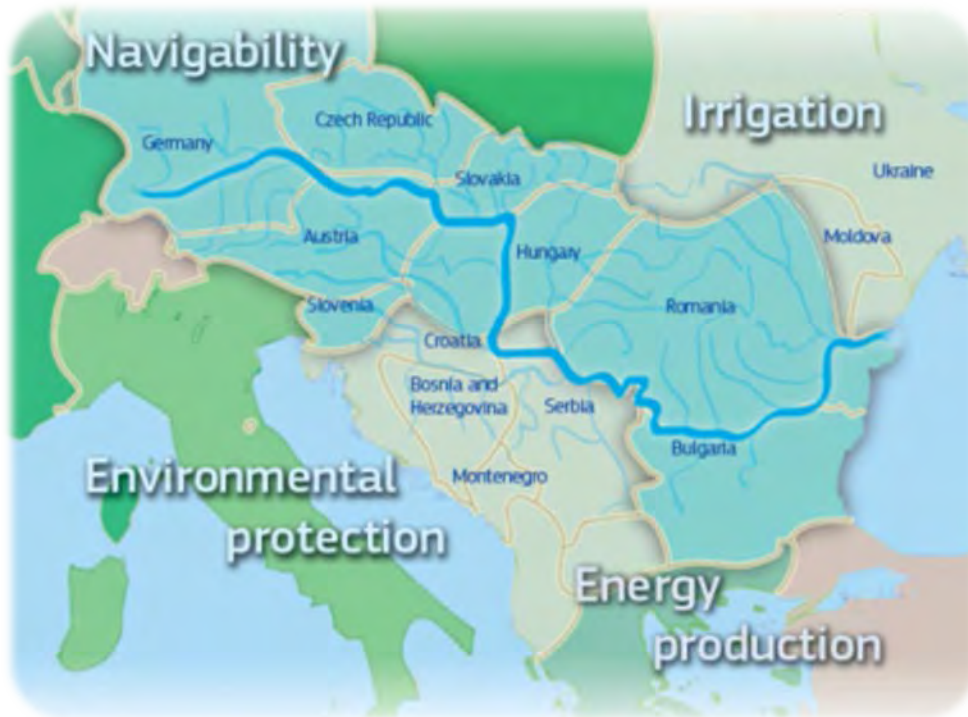 Navigability
Irrigation
Czech Republic
Germany
Slovakia
Ukraine
Austria
Hungary
Moldova
Slovenia
Romania
Croatia
Bosnia and
Herzegovina
Serbia
Bulgaria
Montenegro
Environmental
protection
Energy
production